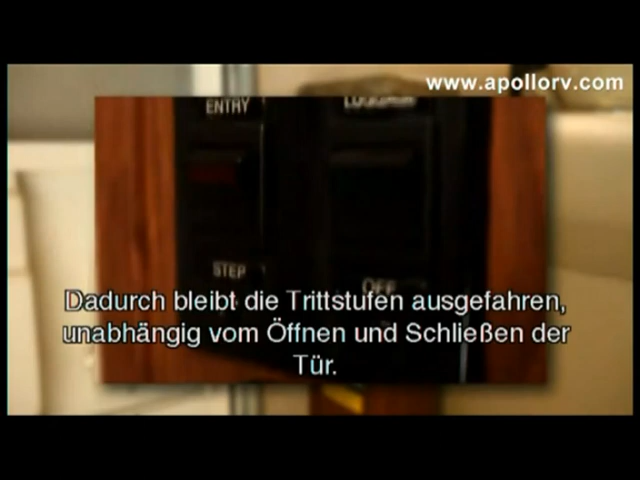 www.apollorv.com
ENTRY
STEP
OFF
Dadurch bleibt die Trittstufen ausgefahren,
unabhängig vom Öffnen und Schließen der
Tür.